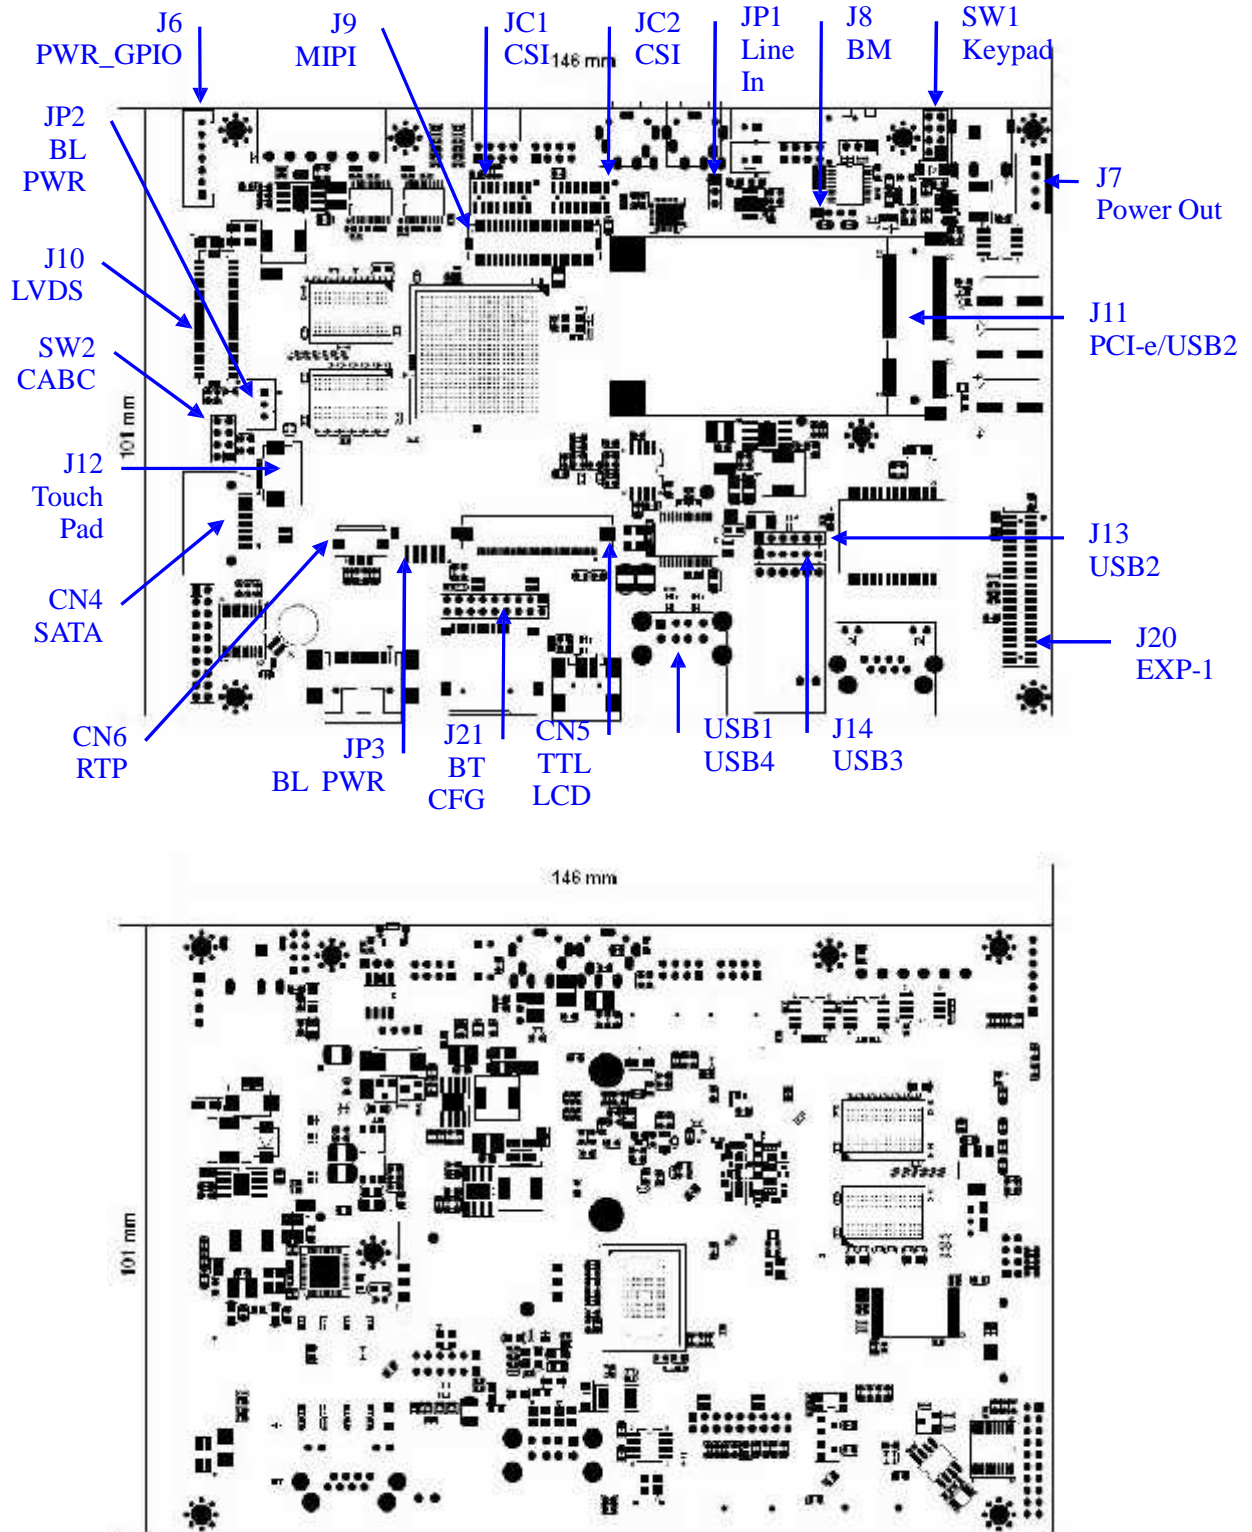 J6
PWR_GPIO
J9
MIPI
JC1
CSI
JC2
CSI
JP1
Line
In
J8
BM
SW1
Keypad
146 mm
JP2
BL
PWR
J7
Power Out
J10
LVDS
J11
PCI-e/USB2
SW2
CABC
101 mm
J12
Touch
Pad
J13
USB2
CN4
SATA
J20
EXP-1
CN6
RTP
JP3
BL PWR
J21
BT
CFG
CN5
TTL
LCD
USB1
USB4
J14
USB3
146 mm
101 mm